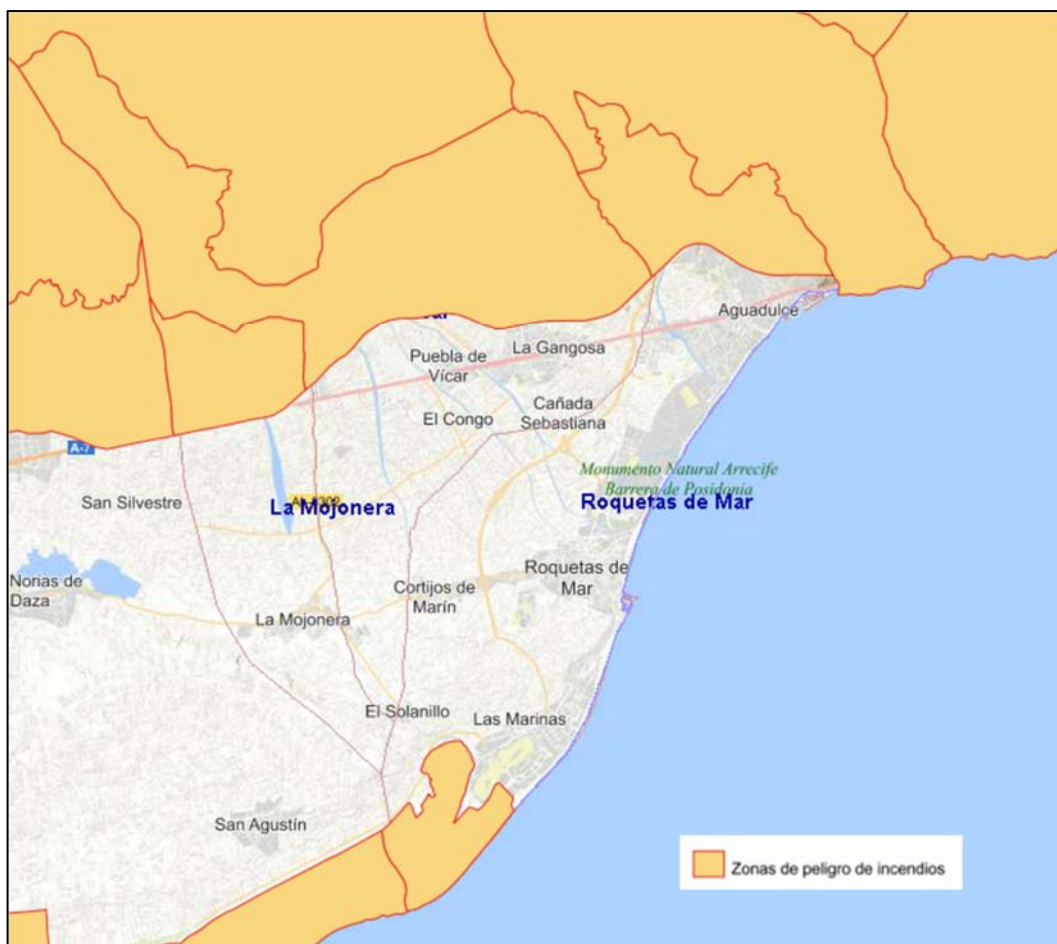 Aguadulce
La Gangosa
Puebla de
Vícar
Cañada
Sebastiana
El Congo
A-7
Monumento Natural Arrecife
Barrera de Posidonia
San Silvestre
La Mojonera
Roquetas de Mar
Norias de
Daza
Cortijos de
Marín
Roquetas de
Mar
La Mojonera
El Solanillo
Las Marinas
San Agustín
Zonas de peligro de incendios